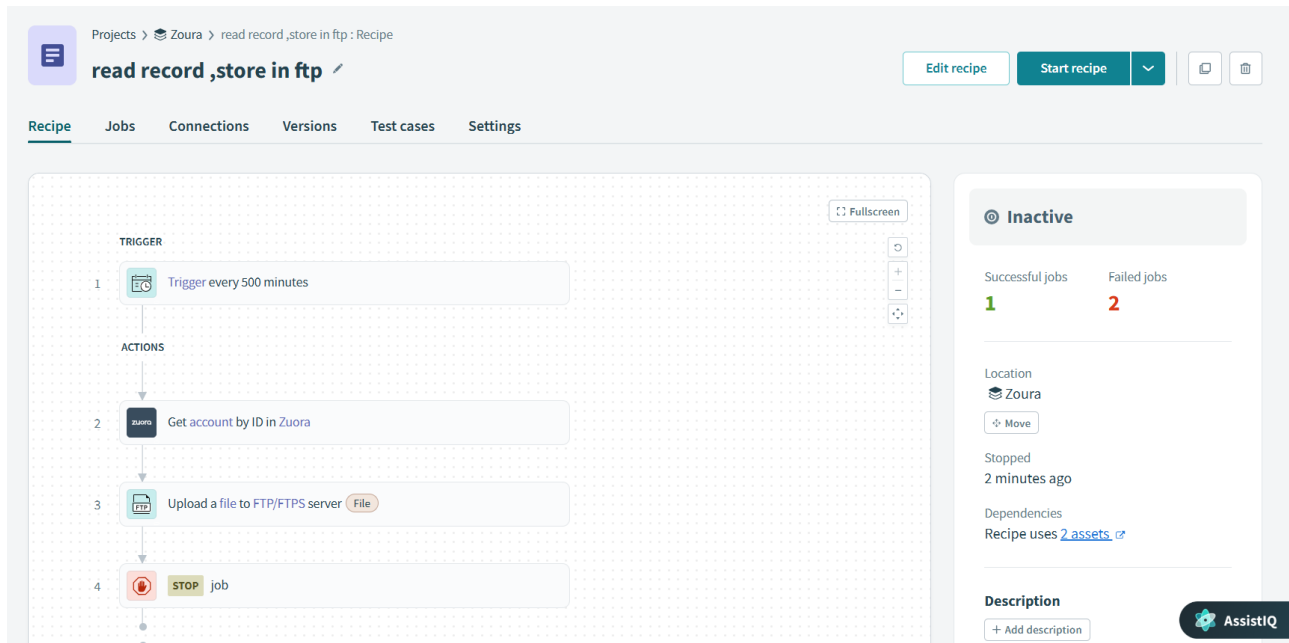 Projects > Zoura > read record ,store in ftp : Recipe
read record ,store in ftp
Edit recipe
Start recipe
Recipe
Jobs
Connections
Versions
Test cases
Settings
Fullscreen
TRIGGER
1
Trigger every 500 minutes
ACTIONS
2
zuora
Get account by ID in Zuora
3
FTP
Upload a file to FTP/FTPS server File
4
STOP job
Inactive
Successful jobs
Failed jobs
1
2
Location
Zoura
Move
Stopped
2 minutes ago
Dependencies
Recipe uses 2 assets
Description
+ Add description
AssistIQ